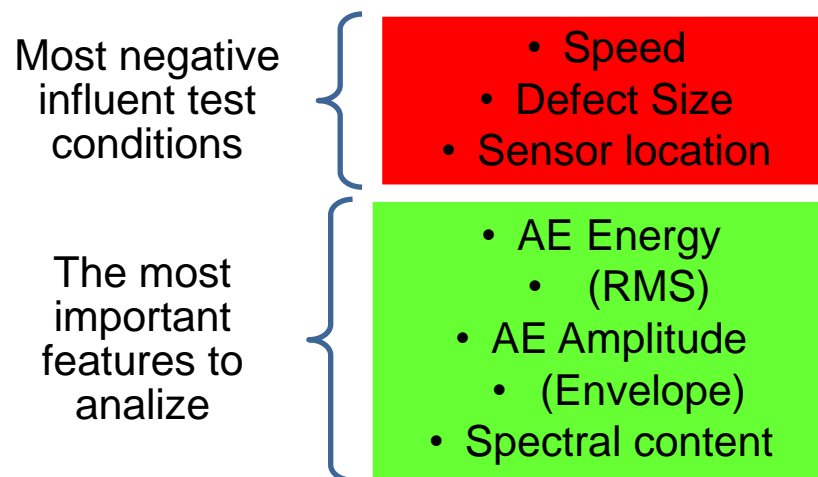 Most negative
influent test
conditions
• Speed
• Defect Size
• Sensor location
The most
important
features to
analize
• AE Energy
• (RMS)
• AE Amplitude
• (Envelope)
• Spectral content